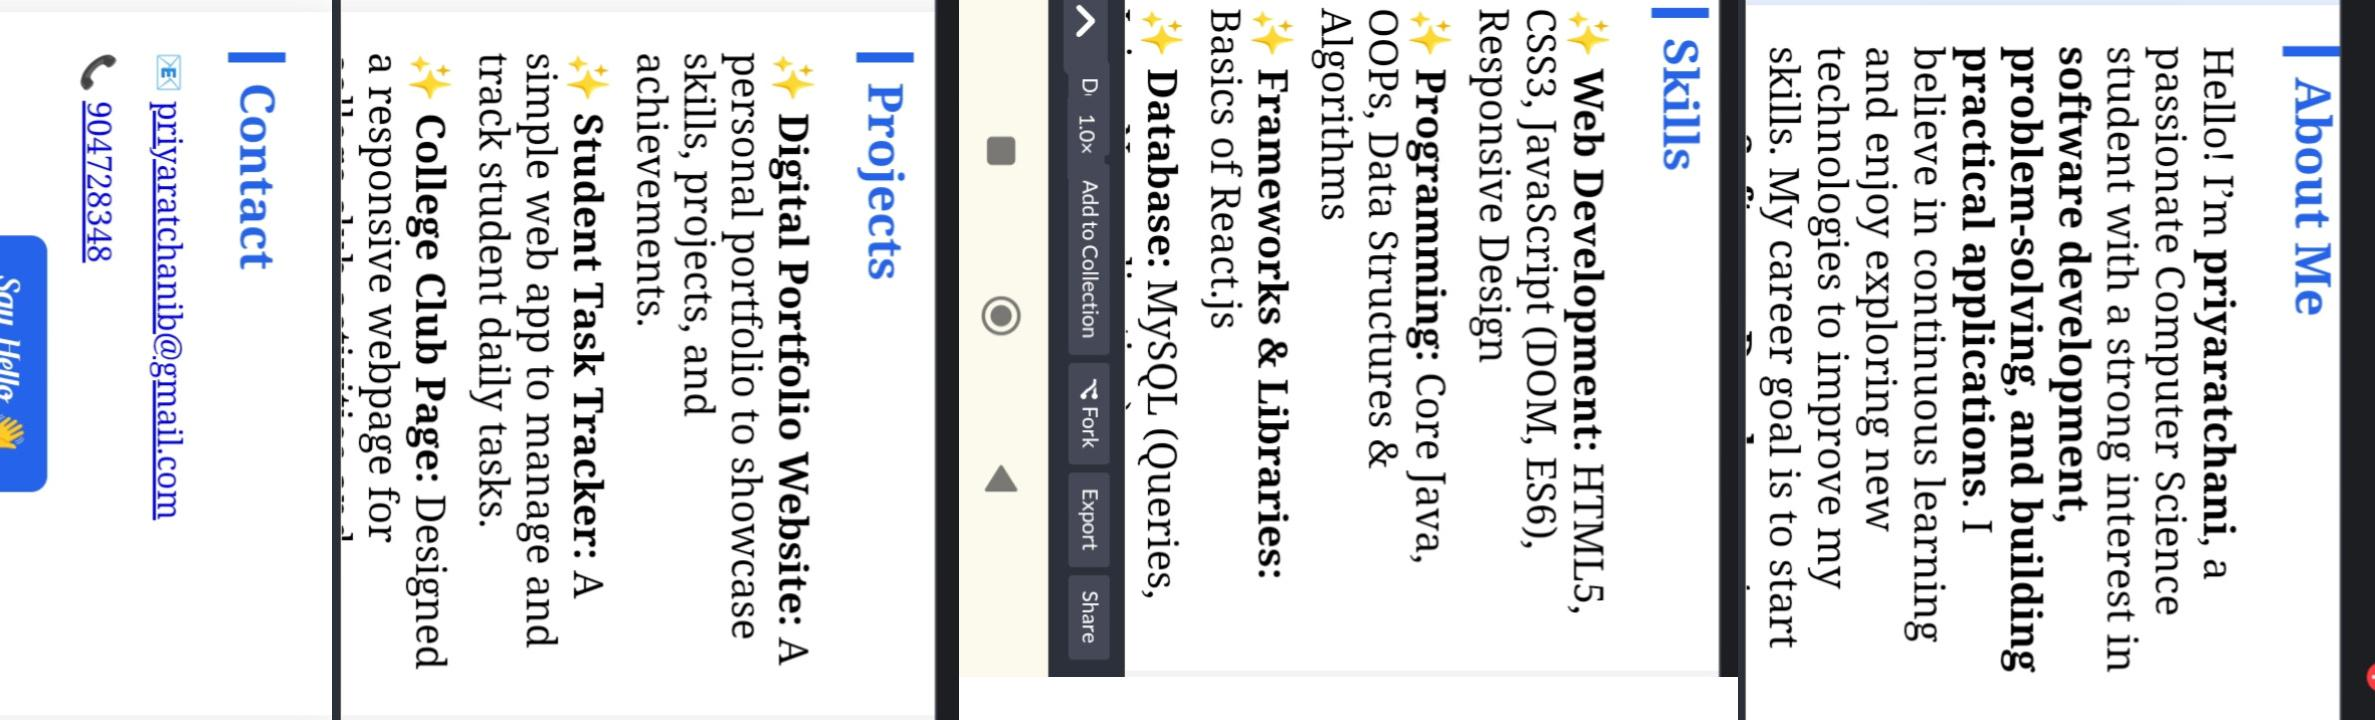 About Me
Hello! I’m priyaratchani, a
passionate Computer Science
student with a strong interest in
software development,
problem-solving, and building
practical applications. I
believe in continuous learning
and enjoy exploring new
technologies to improve my
skills. My career goal is to start
Skills
✨ Web Development: HTML5,
CSS3, JavaScript (DOM, ES6),
Responsive Design
✨ Programming: Core Java,
OOPs, Data Structures &
Algorithms
✨ Frameworks & Libraries:
Basics of React.js
✨ Database: MySQL (Queries,
1.0× Add to Collection Fork Export Share
Projects
✨ Digital Portfolio Website: A
personal portfolio to showcase
skills, projects, and
achievements.
✨ Student Task Tracker: A
simple web app to manage and
track student daily tasks.
✨ College Club Page: Designed
a responsive webpage for
Contact
📧 priyaratchanib@gmail.com
📞 904728348
Say Hello 👋